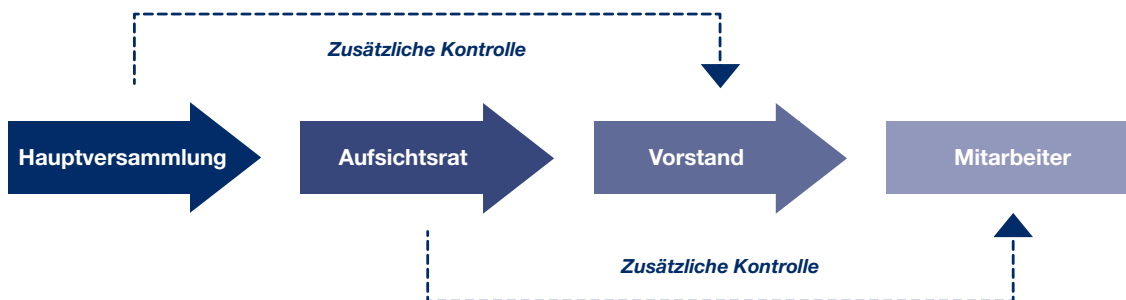 Zusätzliche Kontrolle
Hauptversammlung
Aufsichtsrat
Vorstand
Mitarbeiter
Zusätzliche Kontrolle